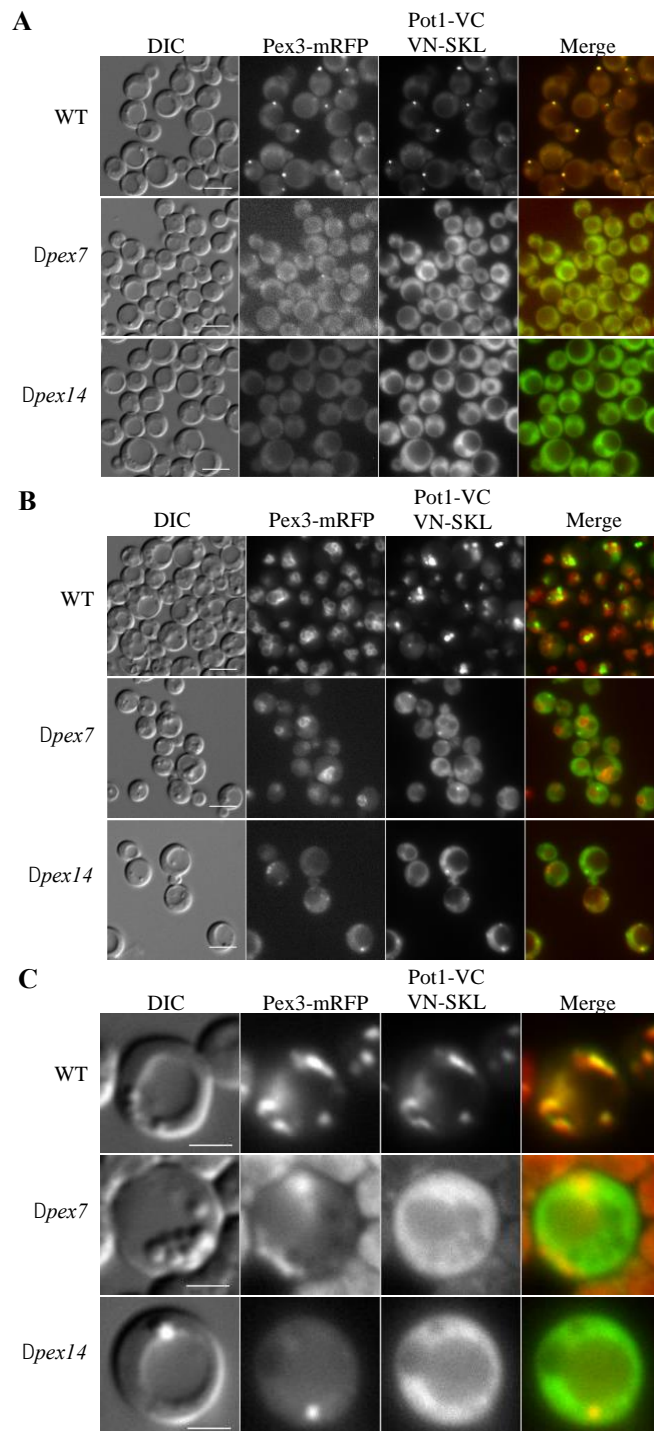 A
DIC Pex3-mRFP Pot1-VC VN-SKL Merge
WT
Dpex7
Dpex14
B
DIC Pex3-mRFP Pot1-VC VN-SKL Merge
WT
Dpex7
Dpex14
C
DIC Pex3-mRFP Pot1-VC VN-SKL Merge
WT
Dpex7
Dpex14